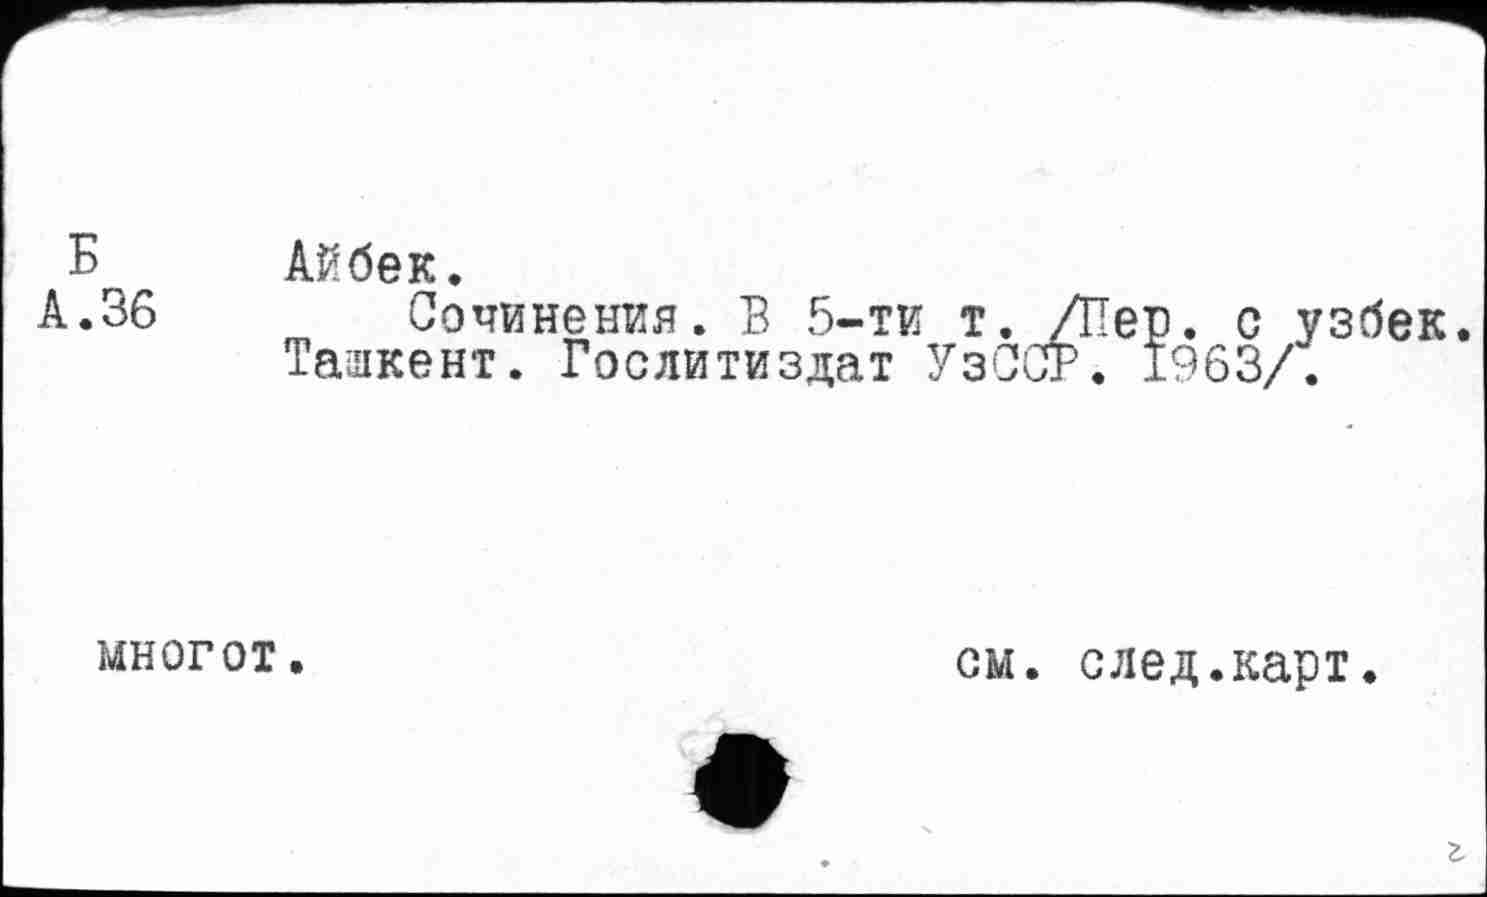 Б
А.36
Айбек.
Сочинения. В 5-ти т. /Пер. с узбек.
Ташкент. Гослитиздат УзССР. 1963/.
многот.
см. след.карт.
г